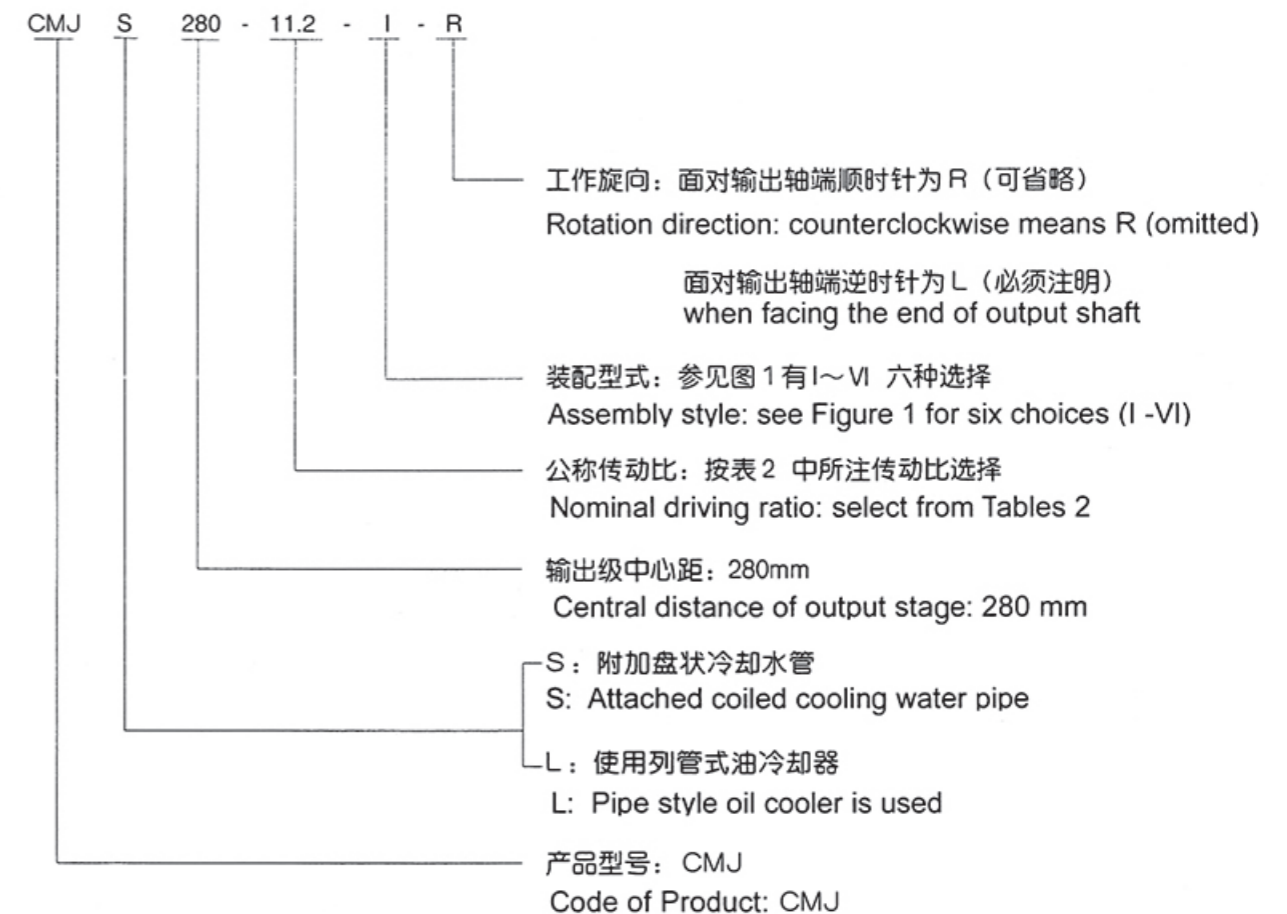 CMJ S 280 - 11.2 - I - R
工作旋向：面对输出轴端顺时针为R（可省略）
Rotation direction: counterclockwise means R (omitted)
面对输出轴端逆时针为L（必须注明）
when facing the end of output shaft
装配型式：参见图1有I～VI 六种选择
Assembly style: see Figure 1 for six choices (I -VI)
公称传动比：按表2 中所注传动比选择
Nominal driving ratio: select from Tables 2
输出级中心距：280mm
Central distance of output stage: 280 mm
S：附加盘状冷却水管
S: Attached coiled cooling water pipe
L：使用列管式油冷却器
L: Pipe style oil cooler is used
产品型号：CMJ
Code of Product: CMJ